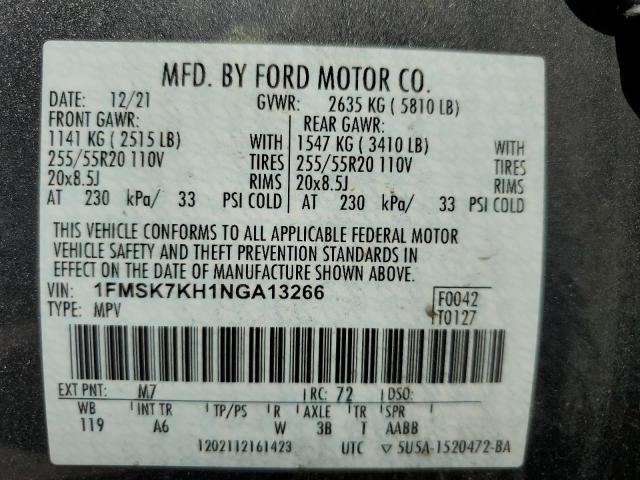 MFD. BY FORD MOTOR CO.
DATE: 12/21 GVWR: 2635 KG ( 5810 LB)
FRONT GAWR: REAR GAWR:
1141 KG ( 2515 LB) WITH 1547 KG ( 3410 LB) WITH
255/55R20 110V TIRES 255/55R20 110V TIRES
20x8.5J RIMS 20x8.5J RIMS
AT 230 kPa/ 33 PSI COLD AT 230 kPa/ 33 PSI COLD
THIS VEHICLE CONFORMS TO ALL APPLICABLE FEDERAL MOTOR
VEHICLE SAFETY AND THEFT PREVENTION STANDARDS IN
EFFECT ON THE DATE OF MANUFACTURE SHOWN ABOVE.
VIN: 1FMSK7KH1NGA13266 F0042
TYPE: MPV T0127
EXT PNT: M7 RC: 72 DSO:
WB INT TR TP/PS R AXLE TR SPR
119 A6 W 3B T AABB
1202112161423 UTC ▽ 5U5A-1520472-BA